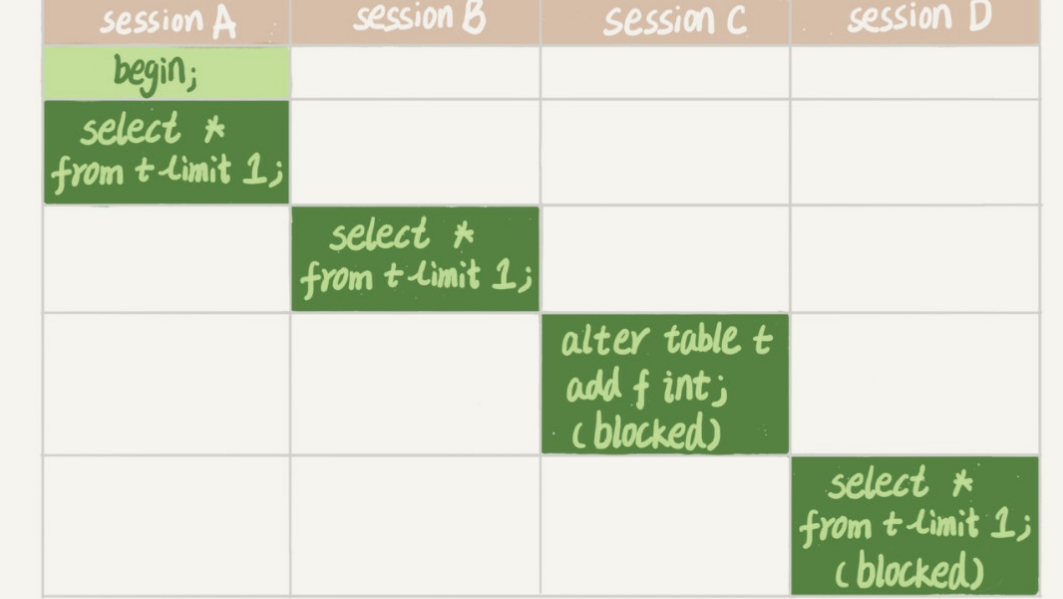 session A session B session C session D
begin;
select *
from t limit 1;
select *
from t limit 1;
alter table t
add f int;
(blocked)
select *
from t limit 1;
(blocked)